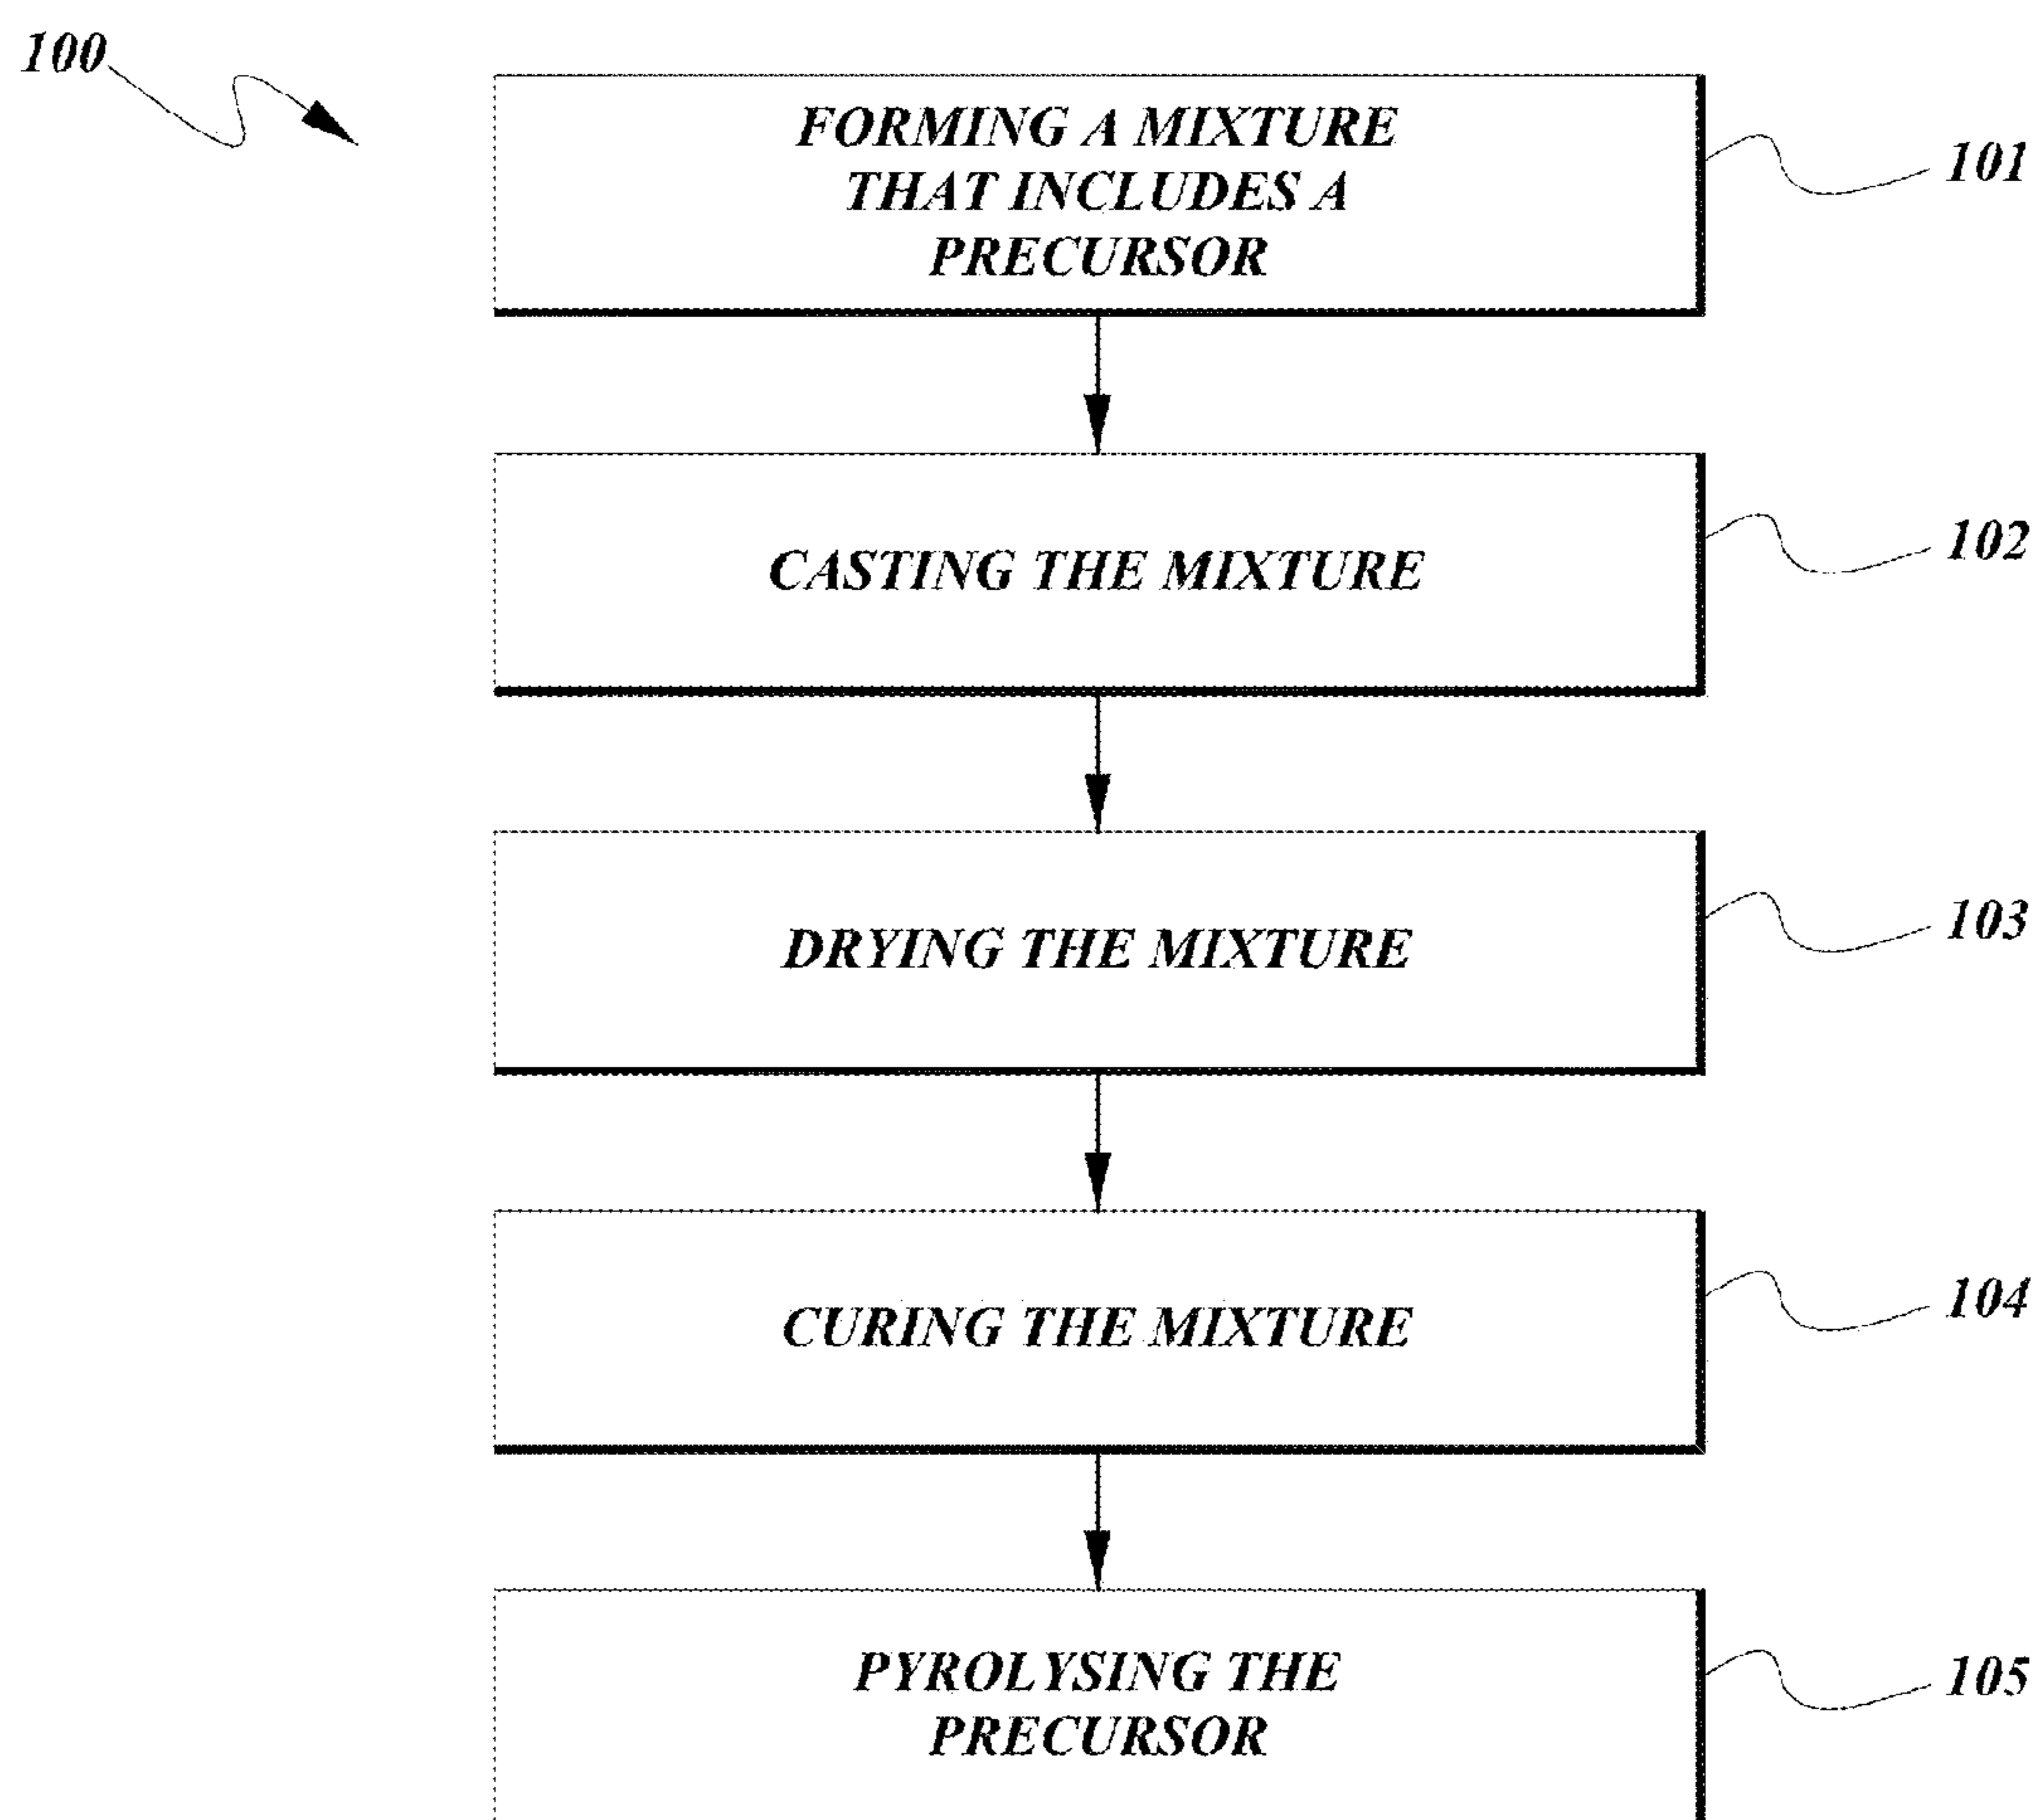 100
FORMING A MIXTURE
THAT INCLUDES A
PRECURSOR
101
CASTING THE MIXTURE
102
DRYING THE MIXTURE
103
CURING THE MIXTURE
104
PYROLYSING THE
PRECURSOR
105